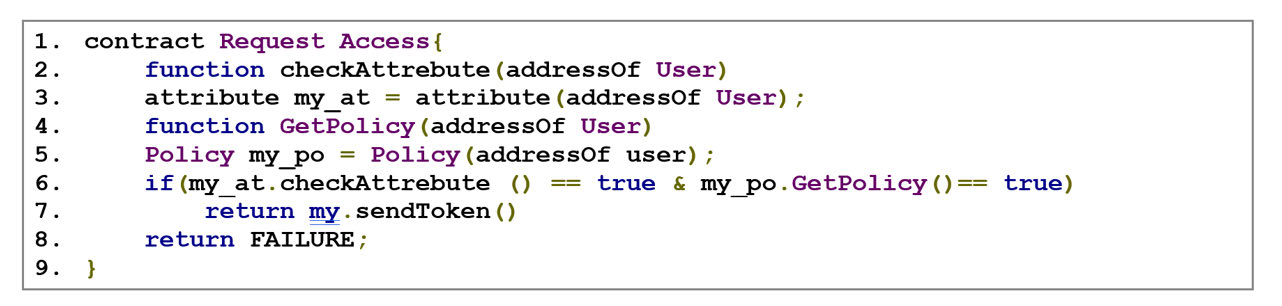 1. contract Request Access{
2. function checkAttrebute(addressOf User)
3. attribute my_at = attribute(addressOf User);
4. function GetPolicy(addressOf User)
5. Policy my_po = Policy(addressOf user);
6. if(my_at.checkAttrebute () == true & my_po.GetPolicy()== true)
7. return my.sendToken()
8. return FAILURE;
9. }